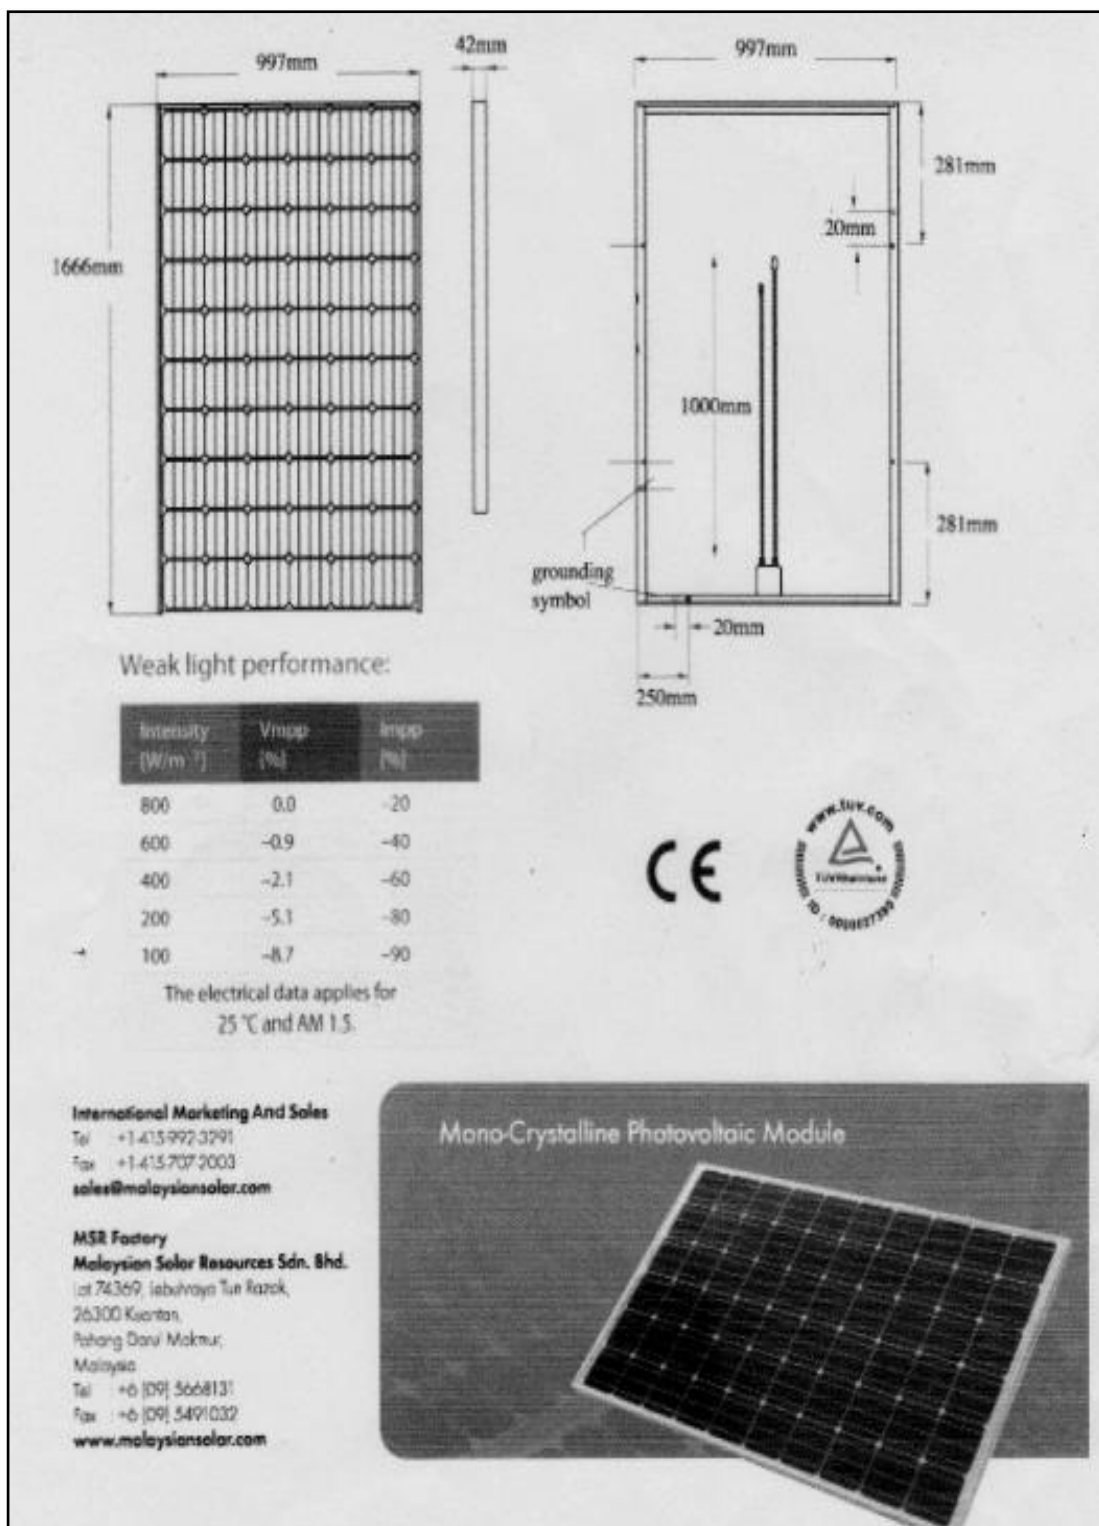 997mm
42mm
997mm
281mm
20mm
1666mm
1000mm
281mm
grounding
symbol
20mm
250mm
Weak light performance:
Intensity Vmpp Impp
[W/m⁻²] [%] [%]
800 0.0 -20
600 -0.9 -40
400 -2.1 -60
200 -5.1 -80
100 -8.7 -90
The electrical data applies for
25 °C and AM 1.5.
CE
www.tuv.com
TÜVRheinland
ID:
International Marketing And Sales
Tel +1-415-992-3291
Fax +1-415-707-2003
sales@malaysiansolar.com
MSR Factory
Malaysian Solar Resources Sdn. Bhd.
Lot 74369, Lebuhraya Tun Razak,
26300 Kuantan,
Pahang Darul Makmur,
Malaysia
Tel +6 (09) 5668131
Fax +6 (09) 5491032
www.malaysiansolar.com
Mono-Crystalline Photovoltaic Module